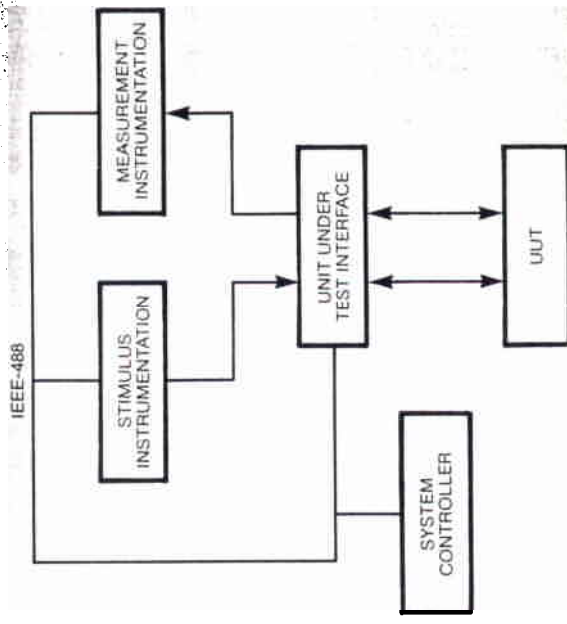 IEEE-488
STIMULUS
INSTRUMENTATION
MEASUREMENT
INSTRUMENTATION
UNIT UNDER
TEST INTERFACE
SYSTEM
CONTROLLER
UUT